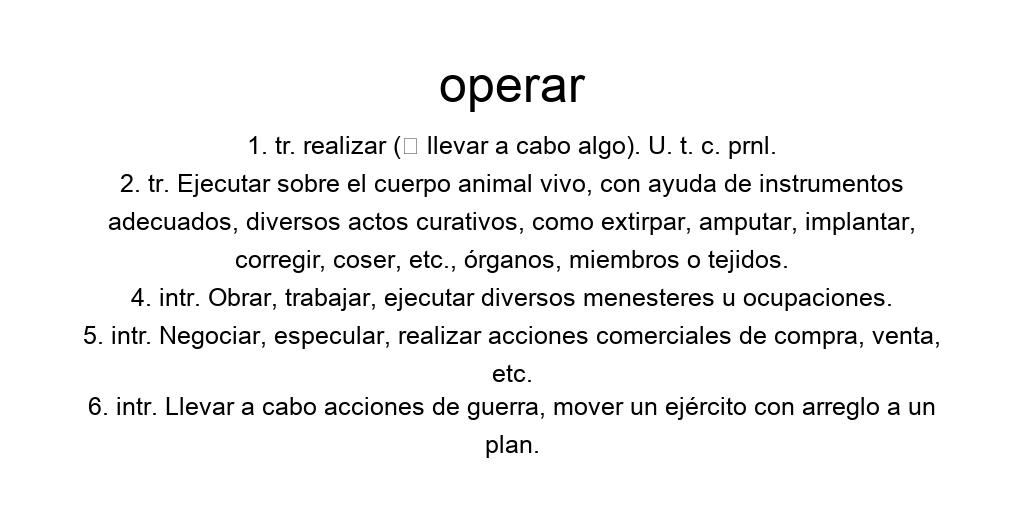 operar
1. tr. realizar (□ llevar a cabo algo). U. t. c. prnl.
2. tr. Ejecutar sobre el cuerpo animal vivo, con ayuda de instrumentos
adecuados, diversos actos curativos, como extirpar, amputar, implantar,
corregir, coser, etc., órganos, miembros o tejidos.
4. intr. Obrar, trabajar, ejecutar diversos menesteres u ocupaciones.
5. intr. Negociar, especular, realizar acciones comerciales de compra, venta,
etc.
6. intr. Llevar a cabo acciones de guerra, mover un ejército con arreglo a un
plan.